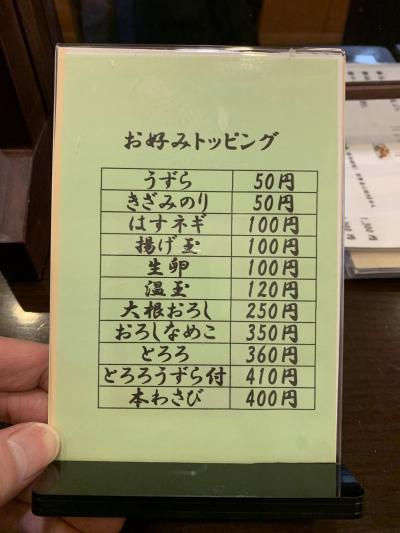 お好みトッピング
うずら 50円
きざみのり 50円
はすネギ 100円
揚げ玉 100円
生卵 100円
温玉 120円
大根おろし 250円
おろしなめこ 350円
とろろ 360円
とろろうずら付 410円
本わさび 400円